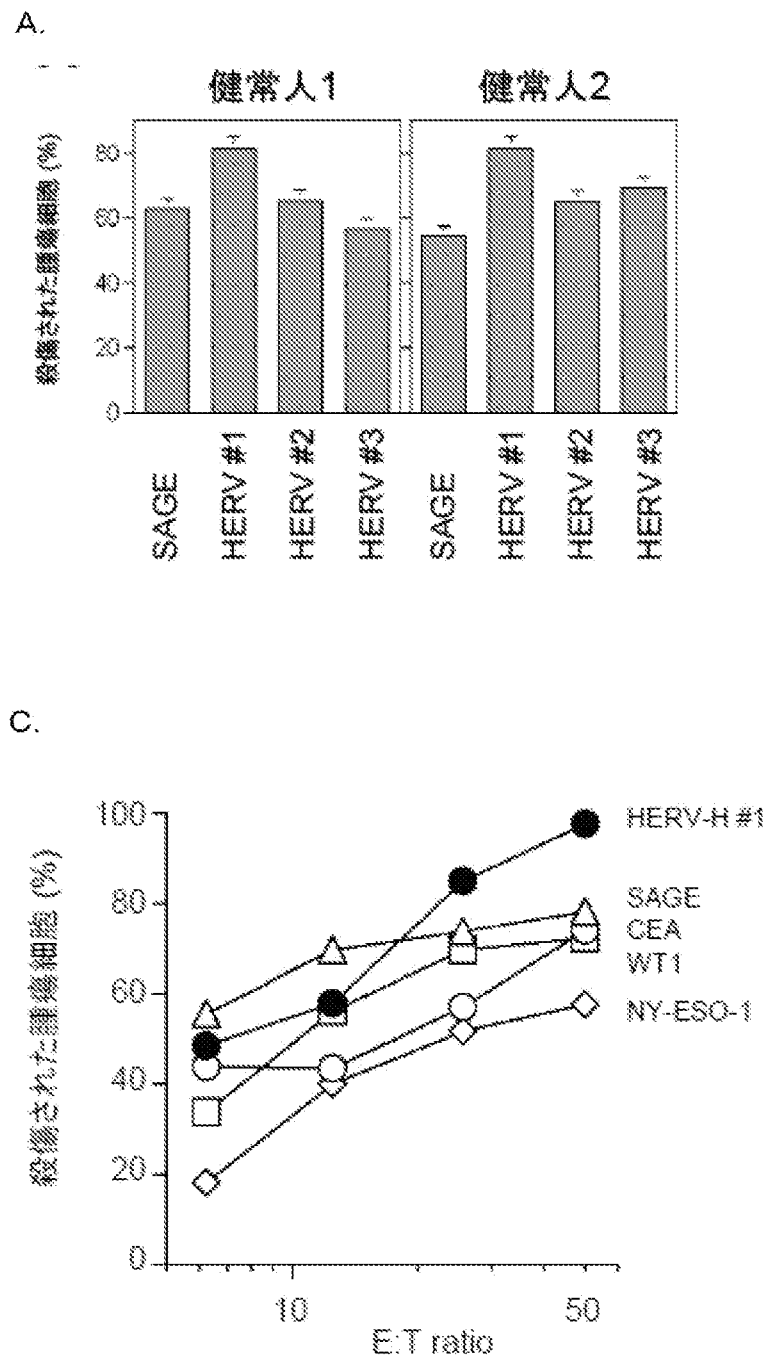 A.
健常人1 健常人2
殺傷された腫瘍細胞 (%)
80
60
40
20
0
SAGE
HERV #1
HERV #2
HERV #3
SAGE
HERV #1
HERV #2
HERV #3
C.
殺傷された腫瘍細胞 (%)
100
80
60
40
20
0
HERV-H #1
SAGE
CEA
WT1
NY-ESO-1
10 50
E:T ratio